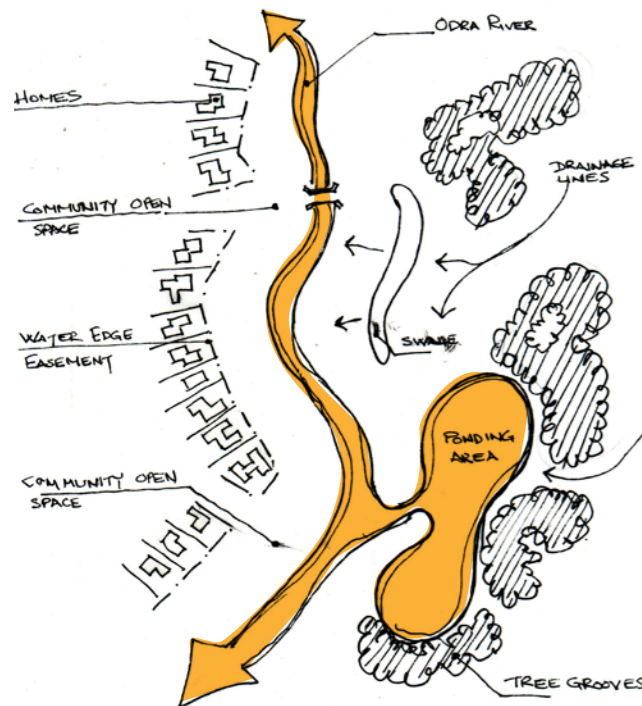 ODRA RIVER
HOMES
DRAINAGE
LINES
COMMUNITY OPEN
SPACE
WATER EDGE
EASEMENT
SWALE
PONDING
AREA
COMMUNITY OPEN
SPACE
TREE GROOVES